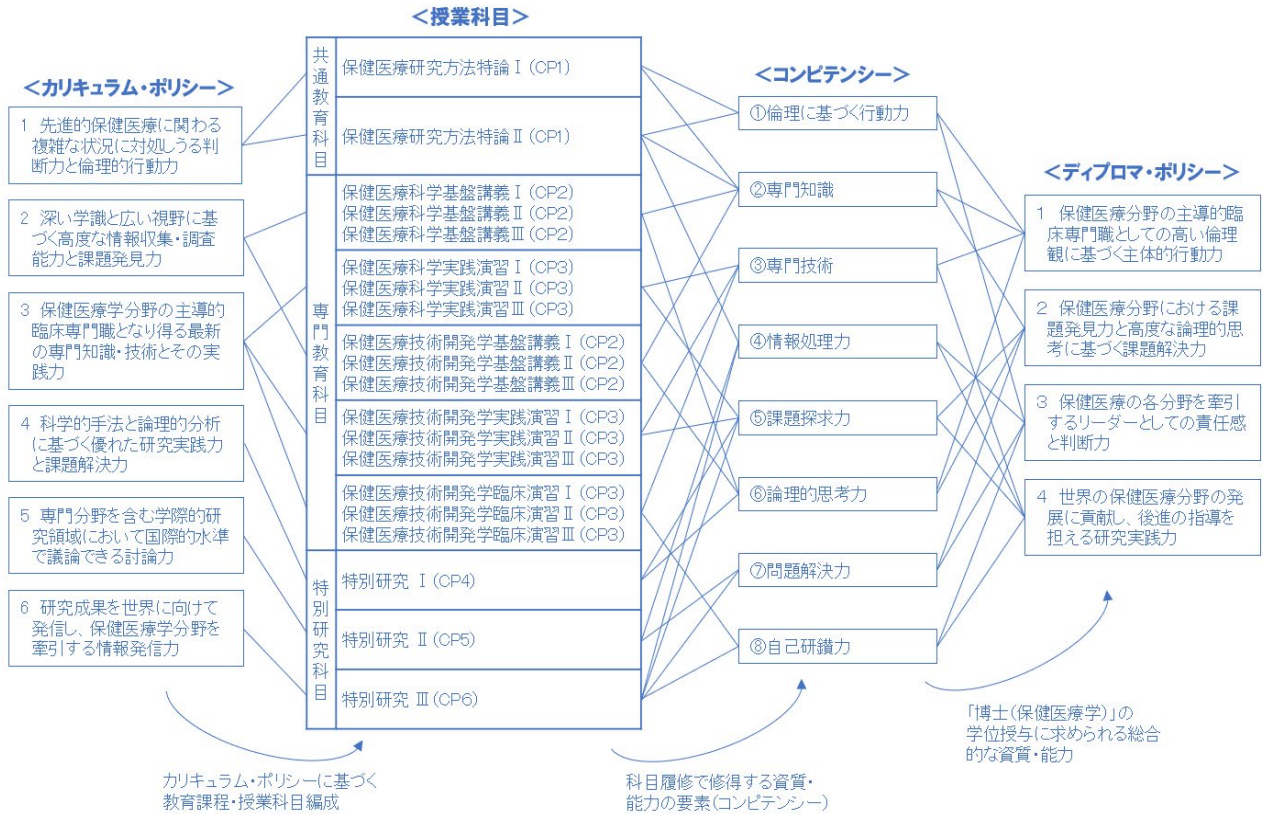 <カリキュラム・ポリシー>
1 先進的保健医療に関わる
複雑な状況に対処しうる判
断力と倫理的行動力
2 深い学識と広い視野に基
づく高度な情報収集・調査
能力と課題発見力
3 保健医療学分野の主導的
臨床専門職となり得る最新
の専門知識・技術とその実
践力
4 科学的手法と論理的分析
に基づく優れた研究実践力
と課題解決力
5 専門分野を含む学際的研
究領域において国際的水準
で議論できる討論力
6 研究成果を世界に向けて
発信し、保健医療学分野を
牽引する情報発信力
カリキュラム・ポリシーに基づく
教育課程・授業科目編成
<授業科目>
共通教育科目
保健医療研究方法特論Ⅰ(CP1)
保健医療研究方法特論Ⅱ(CP1)
専門教育科目
保健医療科学基盤講義Ⅰ(CP2)
保健医療科学基盤講義Ⅱ(CP2)
保健医療科学基盤講義Ⅲ(CP2)
保健医療科学実践演習Ⅰ(CP3)
保健医療科学実践演習Ⅱ(CP3)
保健医療科学実践演習Ⅲ(CP3)
保健医療技術開発学基盤講義Ⅰ(CP2)
保健医療技術開発学基盤講義Ⅱ(CP2)
保健医療技術開発学基盤講義Ⅲ(CP2)
保健医療技術開発学実践演習Ⅰ(CP3)
保健医療技術開発学実践演習Ⅱ(CP3)
保健医療技術開発学実践演習Ⅲ(CP3)
保健医療技術開発学臨床演習Ⅰ(CP3)
保健医療技術開発学臨床演習Ⅱ(CP3)
保健医療技術開発学臨床演習Ⅲ(CP3)
特別研究科目
特別研究 Ⅰ(CP4)
特別研究 Ⅱ(CP5)
特別研究 Ⅲ(CP6)
科目履修で修得する資質・
能力の要素(コンピテンシー)
<コンピテンシー>
①倫理に基づく行動力
②専門知識
③専門技術
④情報処理力
⑤課題探求力
⑥論理的思考力
⑦問題解決力
⑧自己研鑽力
<ディプロマ・ポリシー>
1 保健医療分野の主導的臨
床専門職としての高い倫理
観に基づく主体的行動力
2 保健医療分野における課
題発見力と高度な論理的思
考に基づく課題解決力
3 保健医療の各分野を牽引
するリーダーとしての責任感
と判断力
4 世界の保健医療分野の発
展に貢献し、後進の指導を
担える研究実践力
「博士(保健医療学)」の
学位授与に求められる総合
的な資質・能力